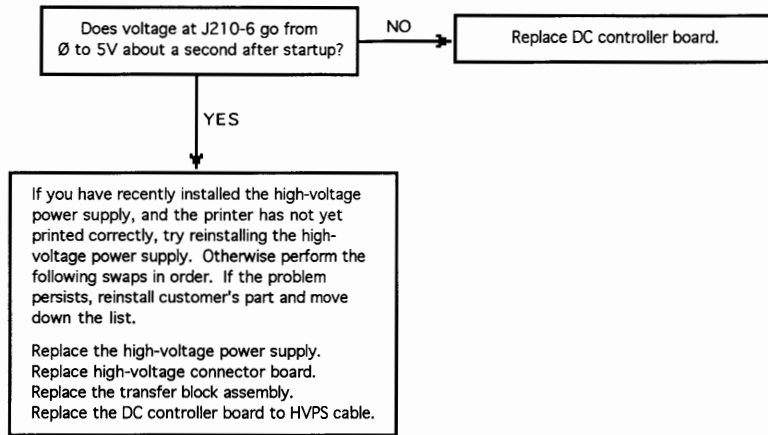 Does voltage at J210-6 go from
Ø to 5V about a second after startup?
NO
Replace DC controller board.
YES
If you have recently installed the high-voltage
power supply, and the printer has not yet
printed correctly, try reinstalling the high-
voltage power supply. Otherwise perform the
following swaps in order. If the problem
persists, reinstall customer's part and move
down the list.
Replace the high-voltage power supply.
Replace high-voltage connector board.
Replace the transfer block assembly.
Replace the DC controller board to HVPS cable.